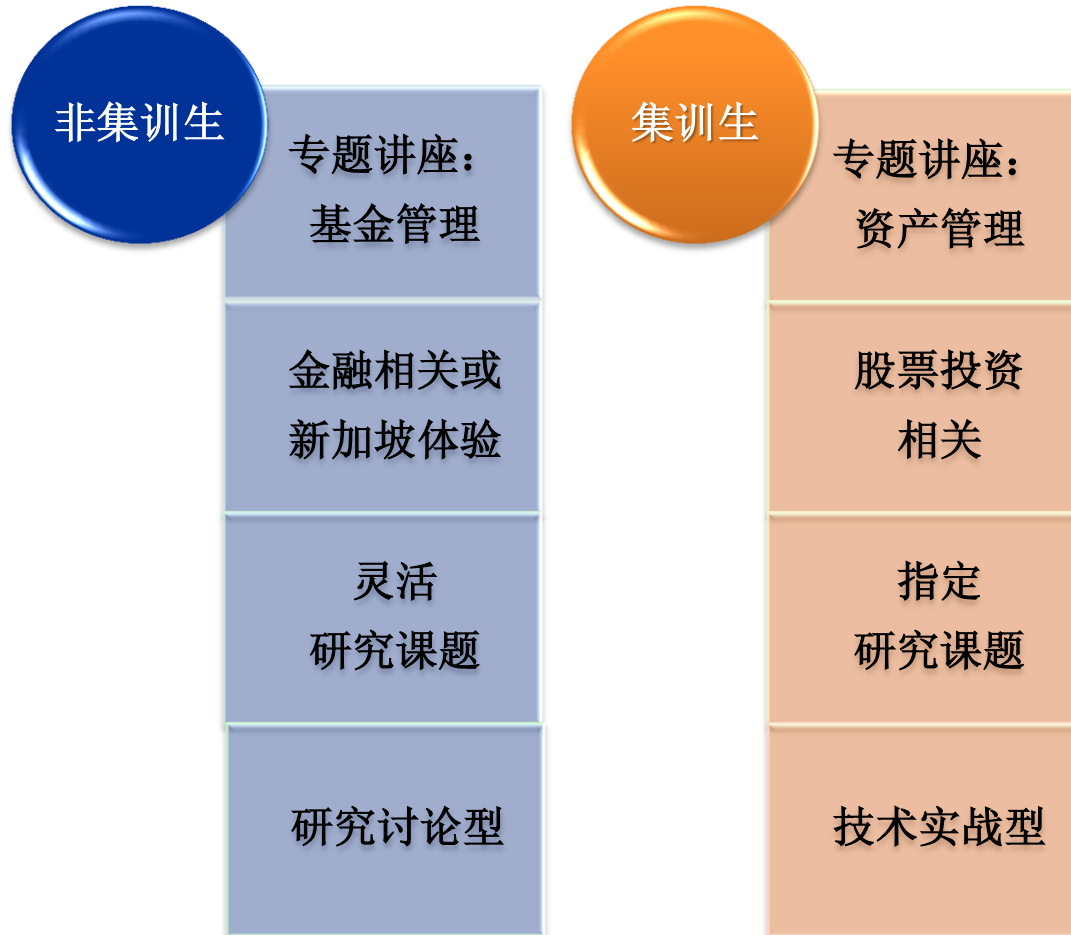 非集训生
专题讲座：
基金管理
金融相关或
新加坡体验
灵活
研究课题
研究讨论型
集训生
专题讲座：
资产管理
股票投资
相关
指定
研究课题
技术实战型